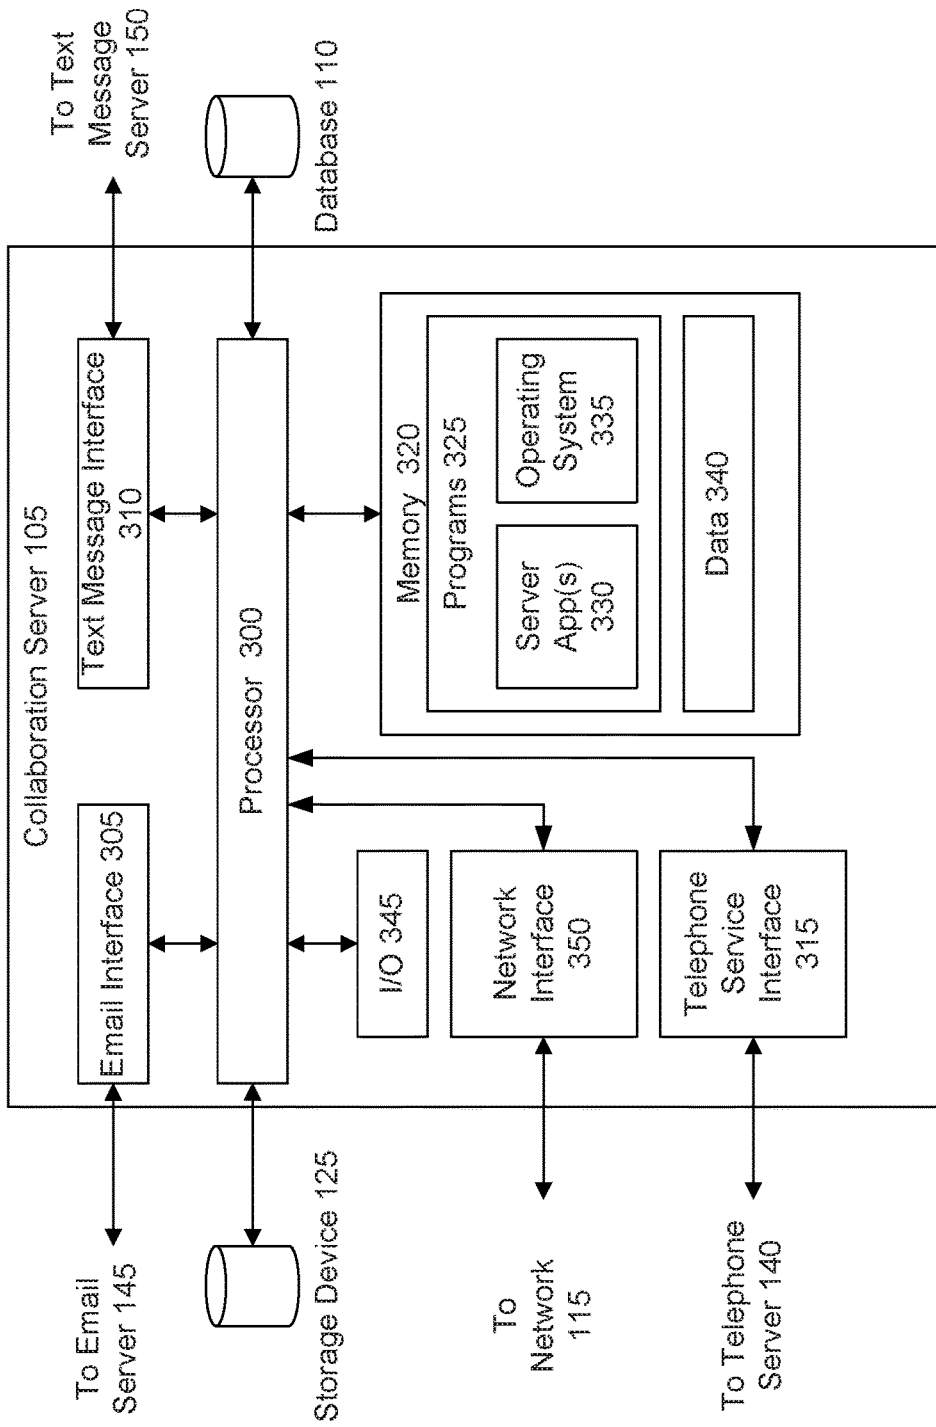 Collaboration Server 105
To Email
Server 145
Email Interface 305
Text Message Interface
310
To Text
Message
Server 150
Storage Device 125
Processor 300
Database 110
I/O 345
Memory 320
Programs 325
Server
App(s)
330
Operating
System
335
Data 340
To
Network
115
Network
Interface
350
To Telephone
Server 140
Telephone
Service
Interface
315